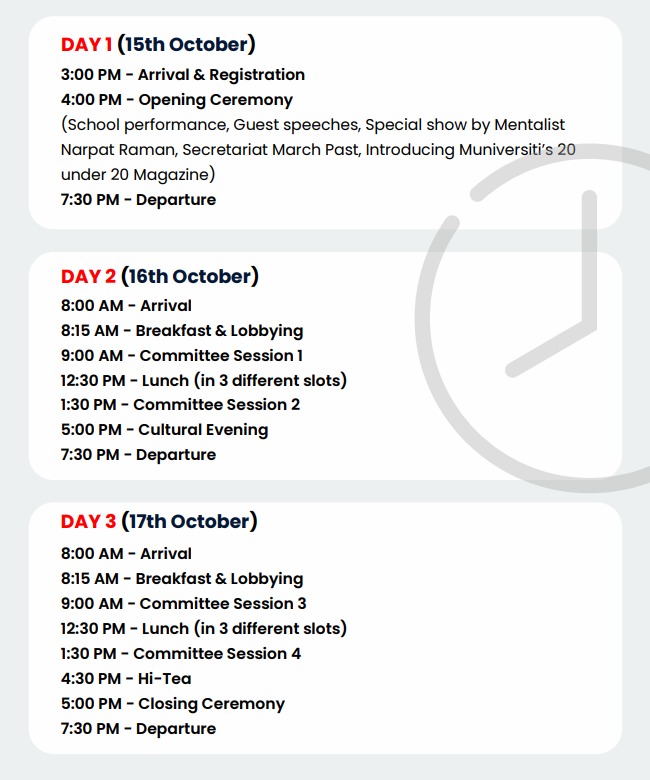 DAY 1 (15th October)
3:00 PM - Arrival & Registration
4:00 PM - Opening Ceremony
(School performance, Guest speeches, Special show by Mentalist
Narpat Raman, Secretariat March Past, Introducing Muniversiti's 20
under 20 Magazine)
7:30 PM - Departure
DAY 2 (16th October)
8:00 AM - Arrival
8:15 AM - Breakfast & Lobbying
9:00 AM - Committee Session 1
12:30 PM - Lunch (in 3 different slots)
1:30 PM - Committee Session 2
5:00 PM - Cultural Evening
7:30 PM - Departure
DAY 3 (17th October)
8:00 AM - Arrival
8:15 AM - Breakfast & Lobbying
9:00 AM - Committee Session 3
12:30 PM - Lunch (in 3 different slots)
1:30 PM - Committee Session 4
4:30 PM - Hi-Tea
5:00 PM - Closing Ceremony
7:30 PM - Departure